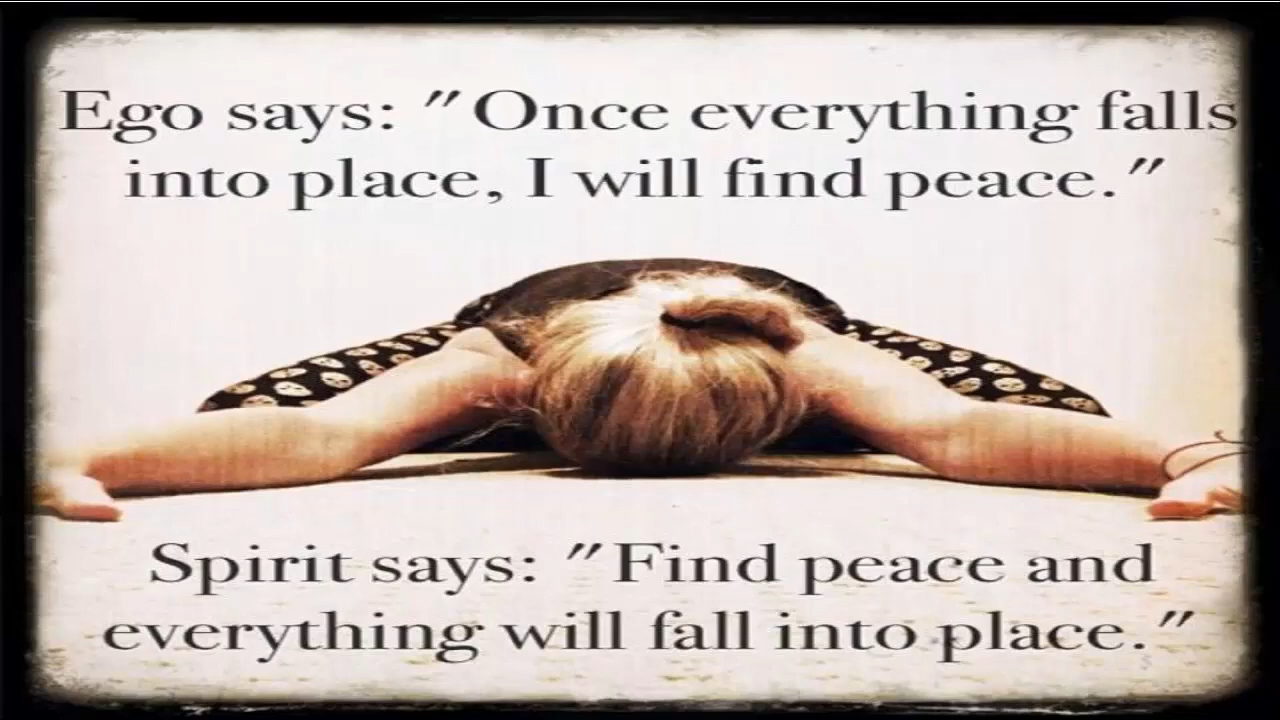 Ego says: "Once everything falls
into place, I will find peace."
Spirit says: "Find peace and
everything will fall into place."